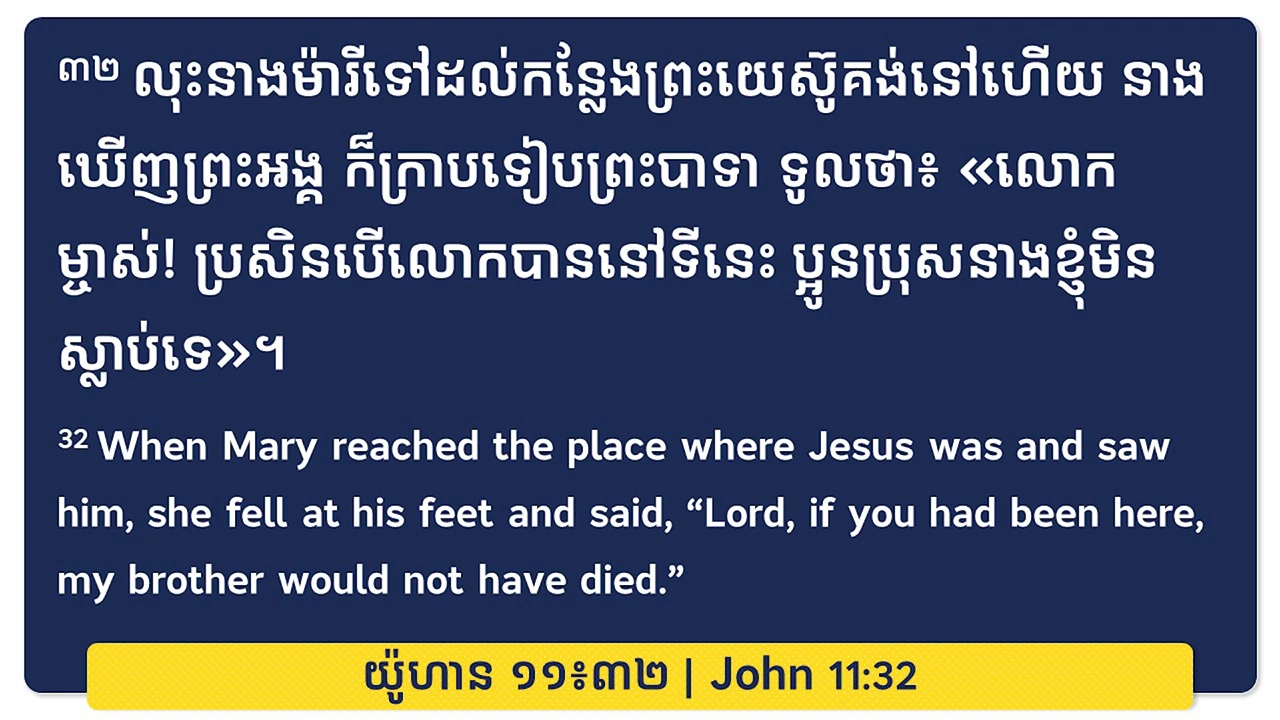 ៣២ លុះនាងម៉ារីទៅដល់កន្លែងព្រះយេស៊ូគង់នៅហើយ នាង
ឃើញព្រះអង្គ ក៏ក្រាបទៀបព្រះបាទា ទូលថា៖ «លោក
ម្ចាស់! ប្រសិនបើលោកបាននៅទីនេះ ប្អូនប្រុសនាងខ្ញុំមិន
ស្លាប់ទេ»។
32 When Mary reached the place where Jesus was and saw
him, she fell at his feet and said, “Lord, if you had been here,
my brother would not have died.”
យ៉ូហាន ១១៖៣២ | John 11:32